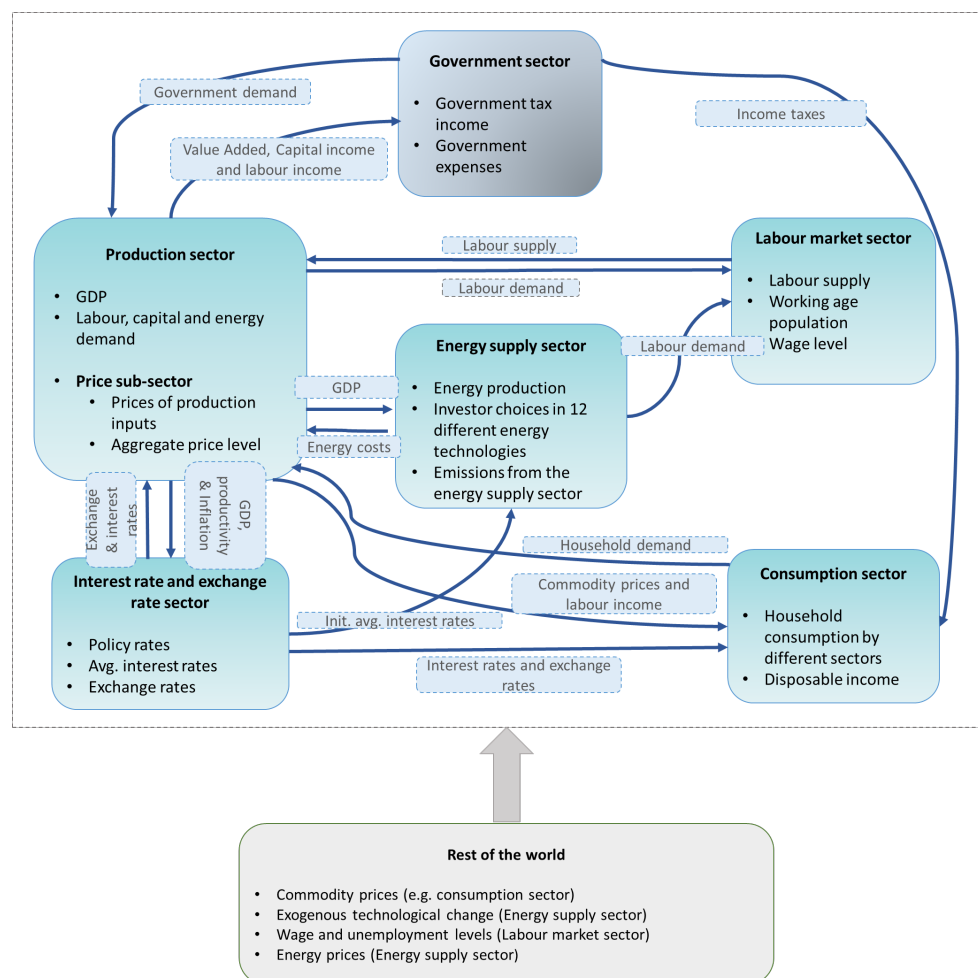 Government sector
• Government tax
income
• Government
expenses
Government demand
Value Added, Capital income
and labour income
Income taxes
Production sector
• GDP
• Labour, capital and energy
demand
• Price sub-sector
• Prices of production
inputs
• Aggregate price level
Labour supply
Labour demand
Labour market sector
• Labour supply
• Working age
population
Wage level
Labour demand
Energy supply sector
• Energy production
• Investor choices in 12
different energy
technologies
• Emissions from the
energy supply sector
GDP
Energy costs
Exchange
& interest
rates
GDP,
productivity
& Inflation
Household demand
Commodity prices and
labour income
Init. avg. interest rates
Interest rates and exchange
rates
Interest rate and exchange
rate sector
• Policy rates
• Avg. interest rates
• Exchange rates
Consumption sector
• Household
consumption by
different sectors
• Disposable income
Rest of the world
• Commodity prices (e.g. consumption sector)
• Exogenous technological change (Energy supply sector)
• Wage and unemployment levels (Labour market sector)
• Energy prices (Energy supply sector)